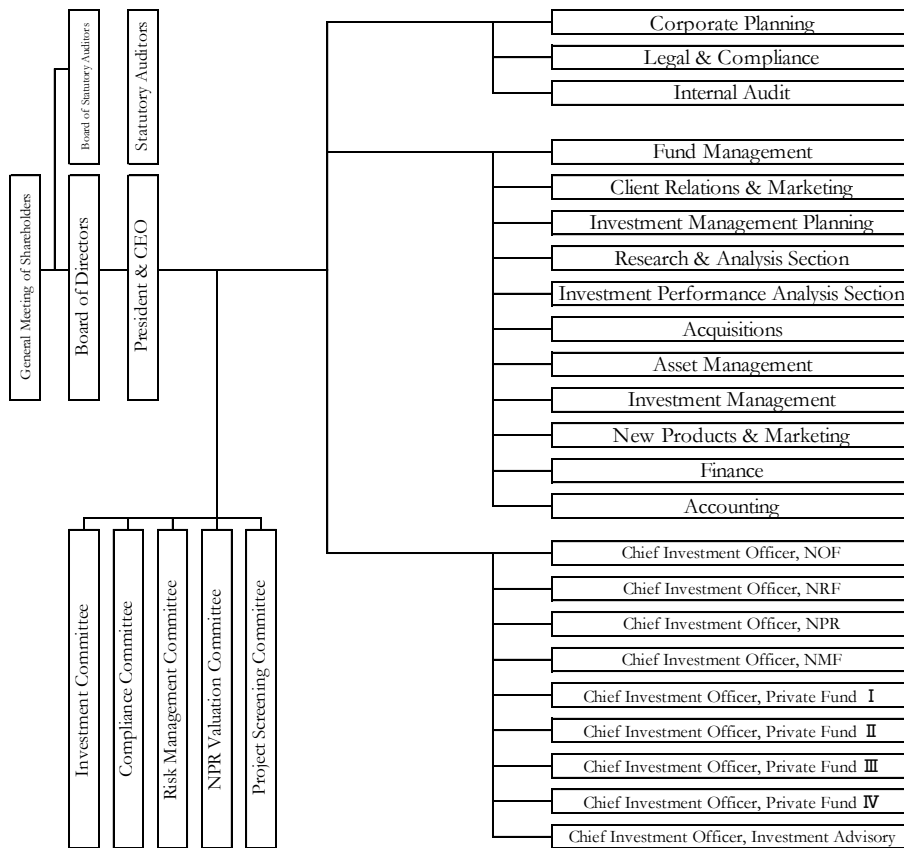 General Meeting of Shareholders
Board of Statutory Auditors
Board of Directors
Statutory Auditors
President & CEO
Corporate Planning
Legal & Compliance
Internal Audit
Fund Management
Client Relations & Marketing
Investment Management Planning
Research & Analysis Section
Investment Performance Analysis Section
Acquisitions
Asset Management
Investment Management
New Products & Marketing
Finance
Accounting
Chief Investment Officer, NOF
Chief Investment Officer, NRF
Chief Investment Officer, NPR
Chief Investment Officer, NMF
Chief Investment Officer, Private Fund Ⅰ
Chief Investment Officer, Private Fund Ⅱ
Chief Investment Officer, Private Fund Ⅲ
Chief Investment Officer, Private Fund Ⅳ
Chief Investment Officer, Investment Advisory
Investment Committee
Compliance Committee
Risk Management Committee
NPR Valuation Committee
Project Screening Committee